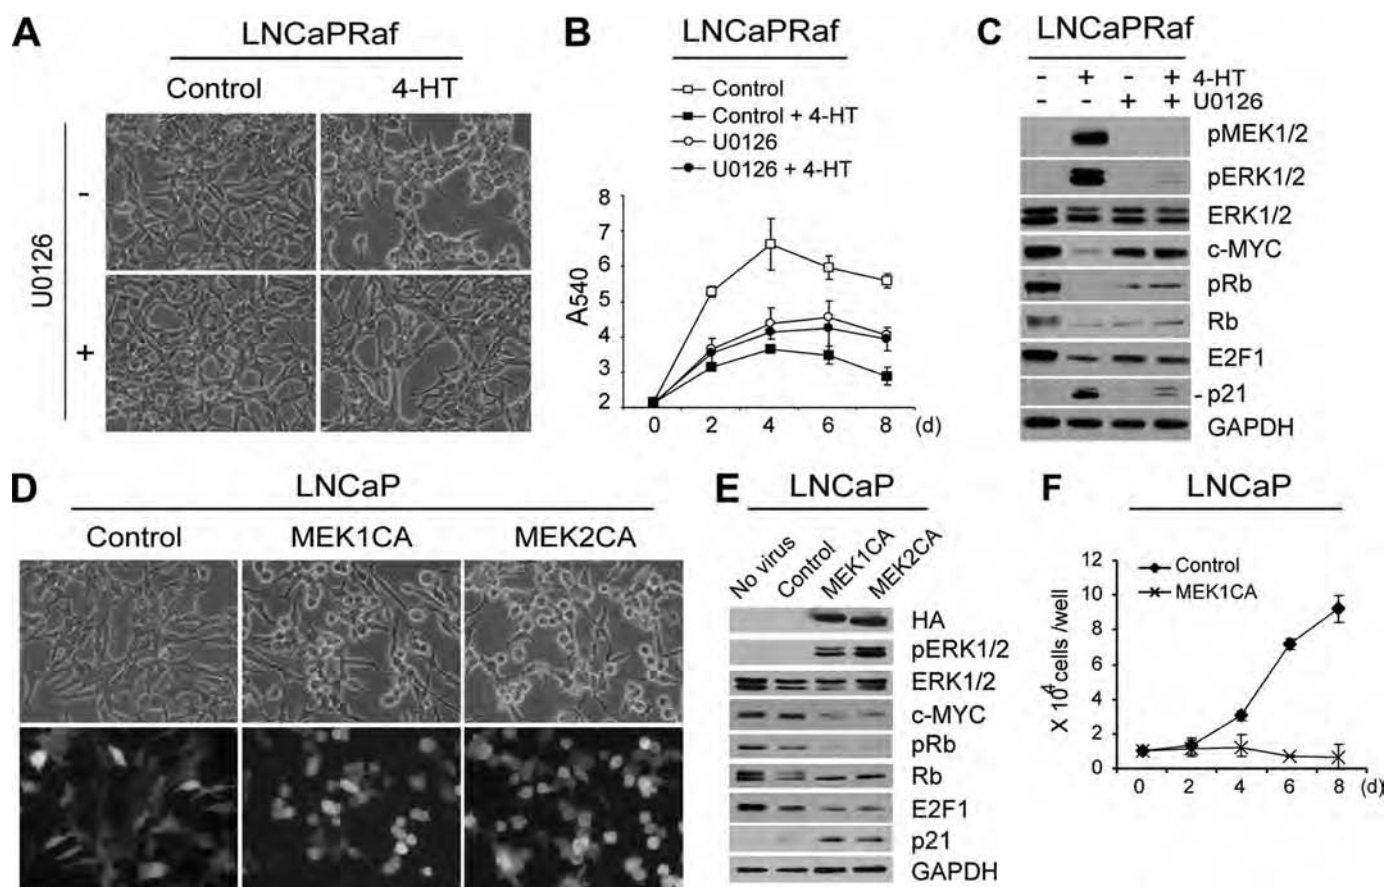 A
LNCaPRaf
Control 4-HT
U0126
-
+
B
LNCaPRaf
Control
Control + 4-HT
U0126
U0126 + 4-HT
A540
8
7
6
5
4
3
2
0 2 4 6 8 (d)
C
LNCaPRaf
- + - + 4-HT
- - + + U0126
pMEK1/2
pERK1/2
ERK1/2
c-MYC
pRb
Rb
E2F1
- p21
GAPDH
D
LNCaP
Control MEK1CA MEK2CA
E
LNCaP
No virus Control MEK1CA MEK2CA
HA
pERK1/2
ERK1/2
c-MYC
pRb
Rb
E2F1
p21
GAPDH
F
LNCaP
Control
MEK1CA
X 10⁴ cells /well
12
10
8
6
4
2
0
0 2 4 6 8 (d)